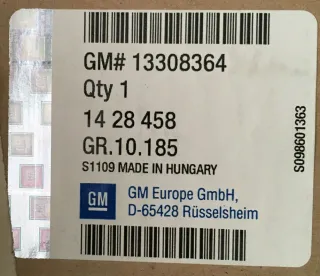 GM# 13308364
Qty 1
14 28 458
GR.10.185
S1109 MADE IN HUNGARY
GM
GM Europe GmbH,
D-65428 Rüsselsheim
S098601363